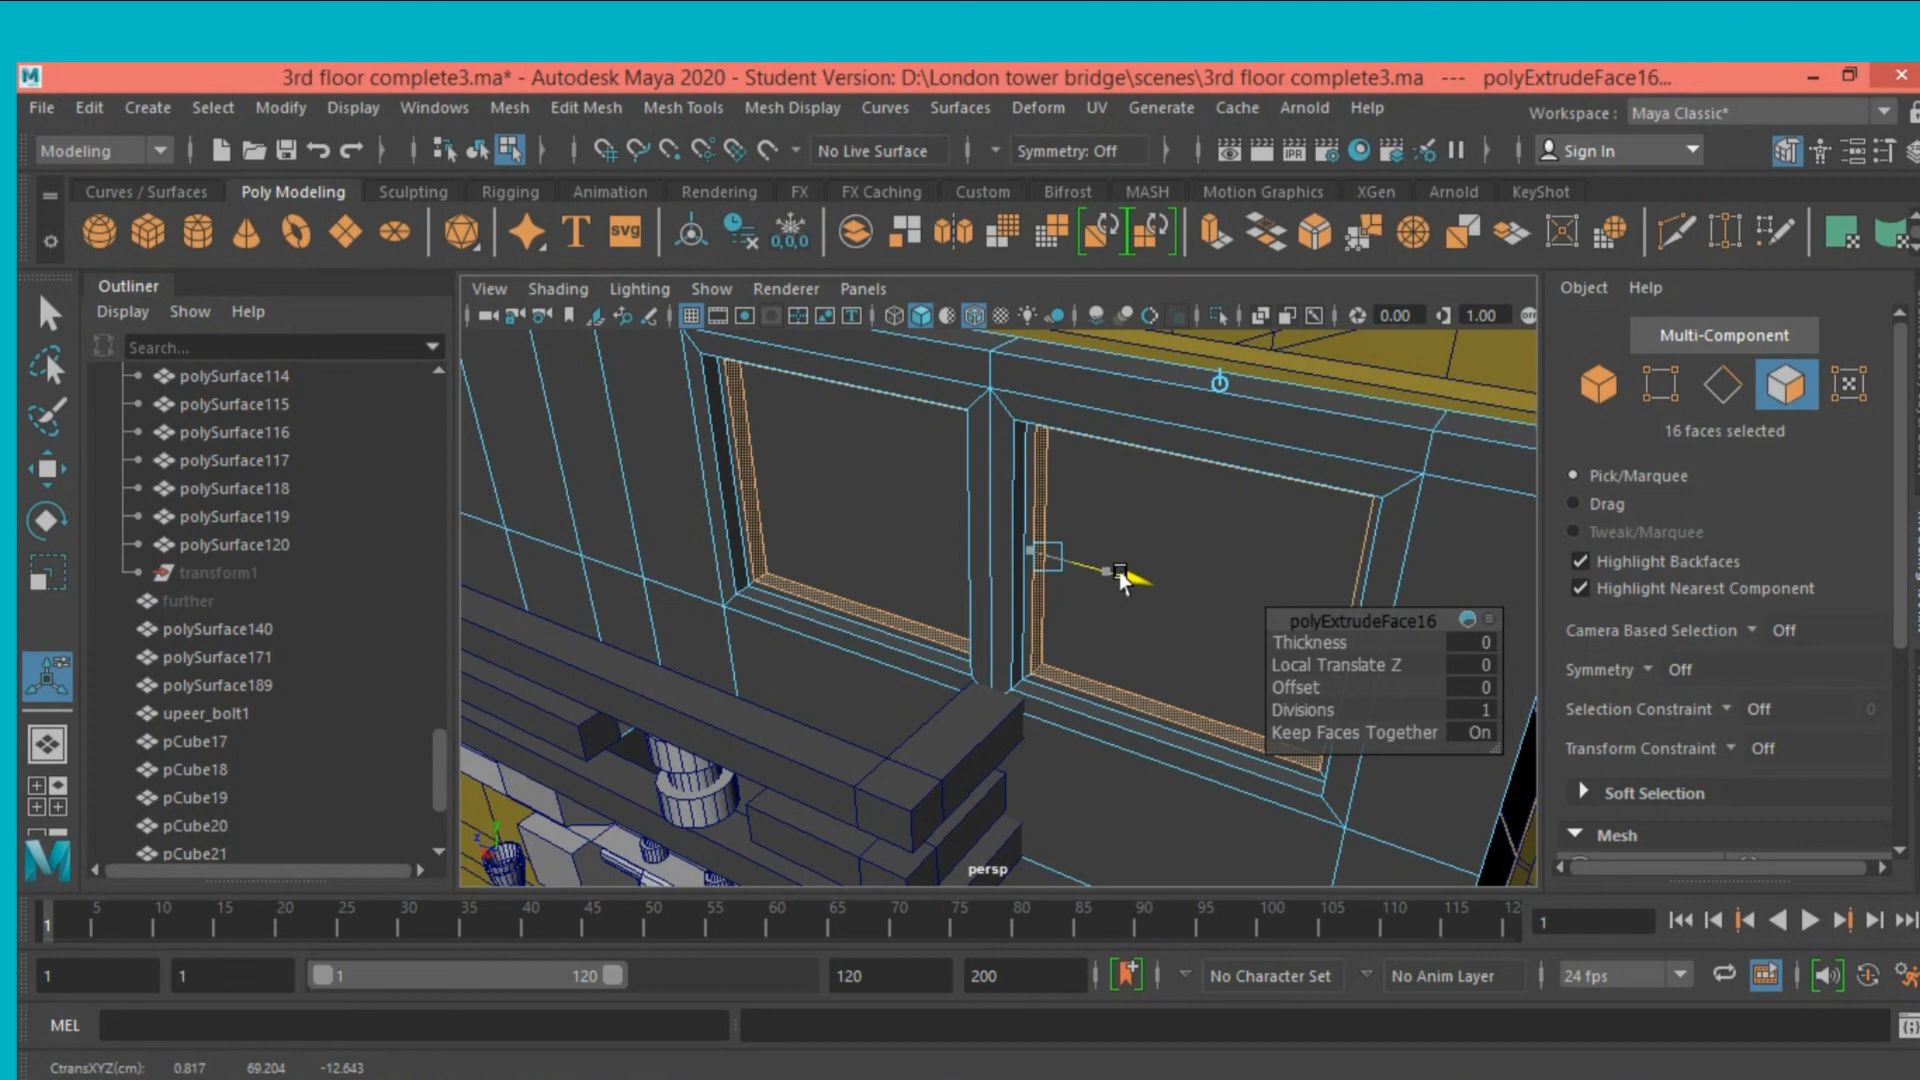 3rd floor complete3.ma* - Autodesk Maya 2020 - Student Version: D:\London tower bridge\scenes\3rd floor complete3.ma --- polyExtrudeFace16...
File Edit Create Select Modify Display Windows Mesh Edit Mesh Mesh Tools Mesh Display Curves Surfaces Deform UV Generate Cache Arnold Help
Workspace : Maya Classic*
Modeling No Live Surface Symmetry: Off IPR Sign In
Curves / Surfaces Poly Modeling Sculpting Rigging Animation Rendering FX FX Caching Custom Bifrost MASH Motion Graphics XGen Arnold KeyShot
T svg 0,0,0
Outliner
Display Show Help
Search...
polySurface114
polySurface115
polySurface116
polySurface117
polySurface118
polySurface119
polySurface120
transform1
further
polySurface140
polySurface171
polySurface189
upeer_bolt1
pCube17
pCube18
pCube19
pCube20
pCube21
View Shading Lighting Show Renderer Panels
0.00 1.00
polyExtrudeFace16
Thickness 0
Local Translate Z 0
Offset 0
Divisions 1
Keep Faces Together On
persp
Object Help
Multi-Component
16 faces selected
Pick/Marquee
Drag
Tweak/Marquee
Highlight Backfaces
Highlight Nearest Component
Camera Based Selection Off
Symmetry Off
Selection Constraint Off 0
Transform Constraint Off
Soft Selection
Mesh
1 5 10 15 20 25 30 35 40 45 50 55 60 65 70 75 80 85 90 95 100 105 110 115 12
1
1 1 1 120 120 200 No Character Set No Anim Layer 24 fps
MEL
CtransXYZ(cm): 0.817 69.204 -12.643